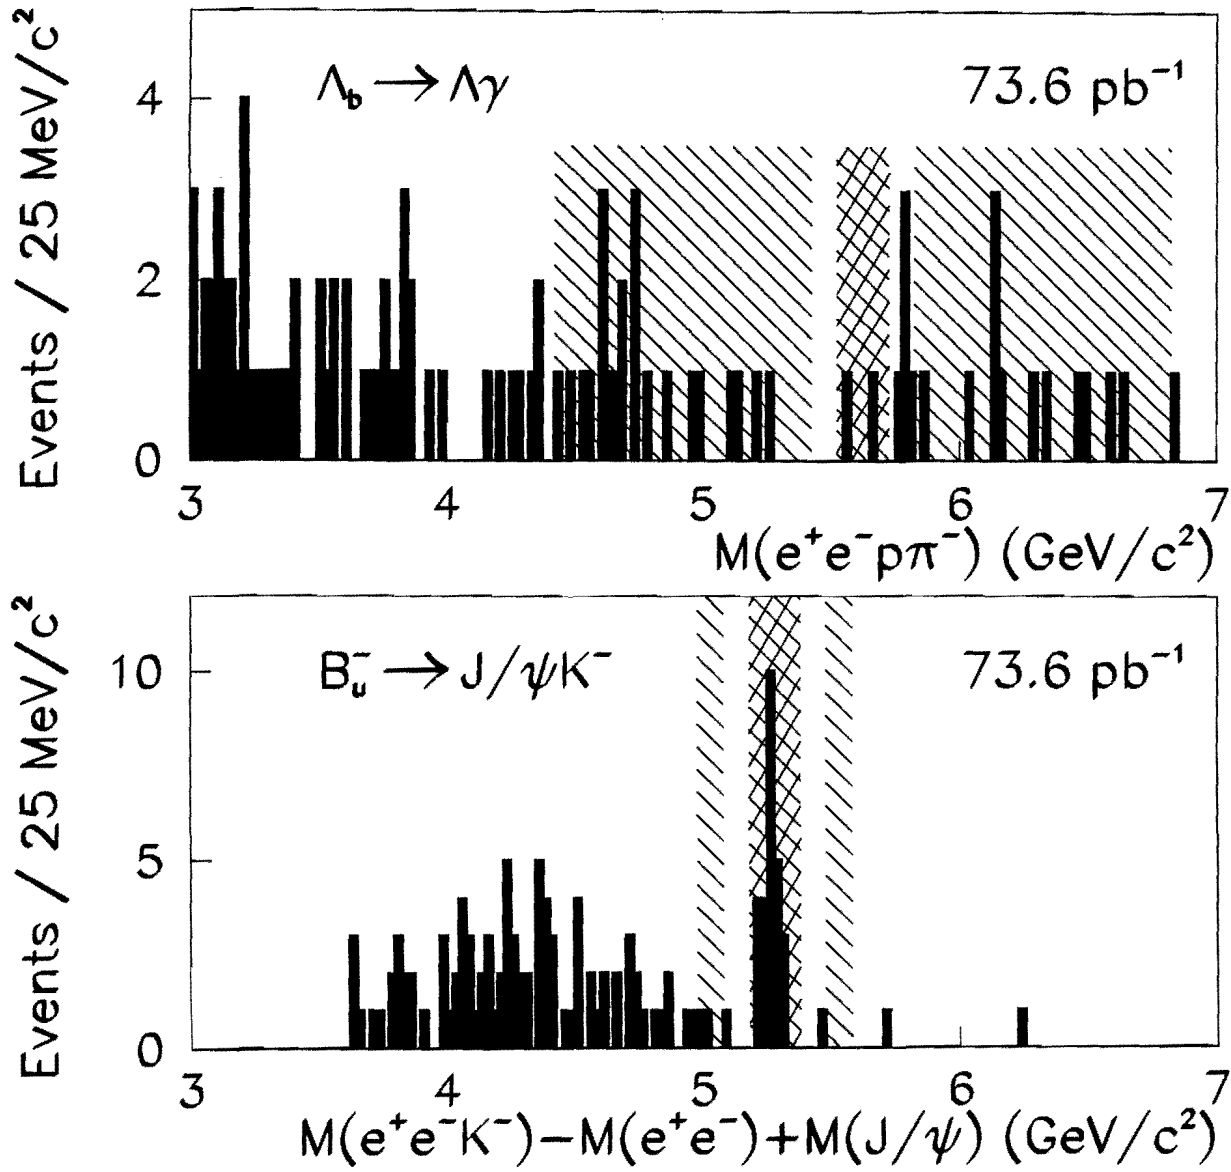 Events / 25 MeV/c²
Λb → Λγ
73.6 pb⁻¹
4
2
0
3 4 5 6 7
M(e⁺e⁻pπ⁻) (GeV/c²)
Events / 25 MeV/c²
Bu⁻ → J/ψK⁻
73.6 pb⁻¹
10
5
0
3 4 5 6 7
M(e⁺e⁻K⁻)−M(e⁺e⁻)+M(J/ψ) (GeV/c²)